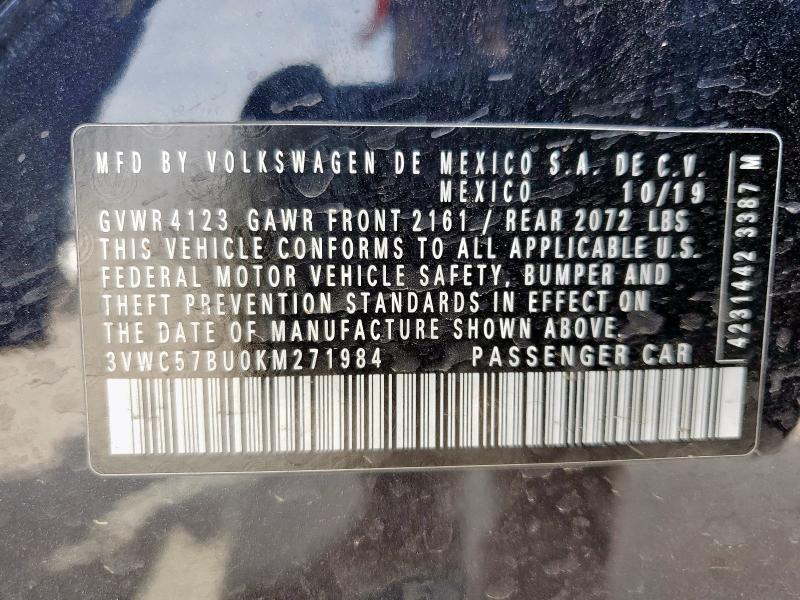 MFD BY VOLKSWAGEN DE MEXICO S.A. DE C.V.
MEXICO 10/19
GVWR 4123 GAWR FRONT 2161 / REAR 2072 LBS
THIS VEHICLE CONFORMS TO ALL APPLICABLE U.S.
FEDERAL MOTOR VEHICLE SAFETY, BUMPER AND
THEFT PREVENTION STANDARDS IN EFFECT ON
THE DATE OF MANUFACTURE SHOWN ABOVE.
3VWC57BU0KM271984 PASSENGER CAR
4231442 3387 M